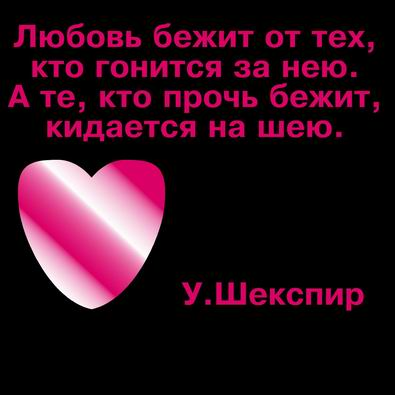 Любовь бежит от тех,
кто гонится за нею.
А те, кто прочь бежит,
кидается на шею.
У.Шекспир